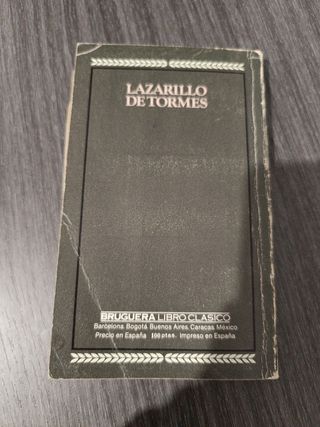 LAZARILLO
DE TORMES
BRUGUERA LIBRO CLASICO
Barcelona Bogotá Buenos Aires Caracas México
Precio en España 100 ptas. Impreso en España